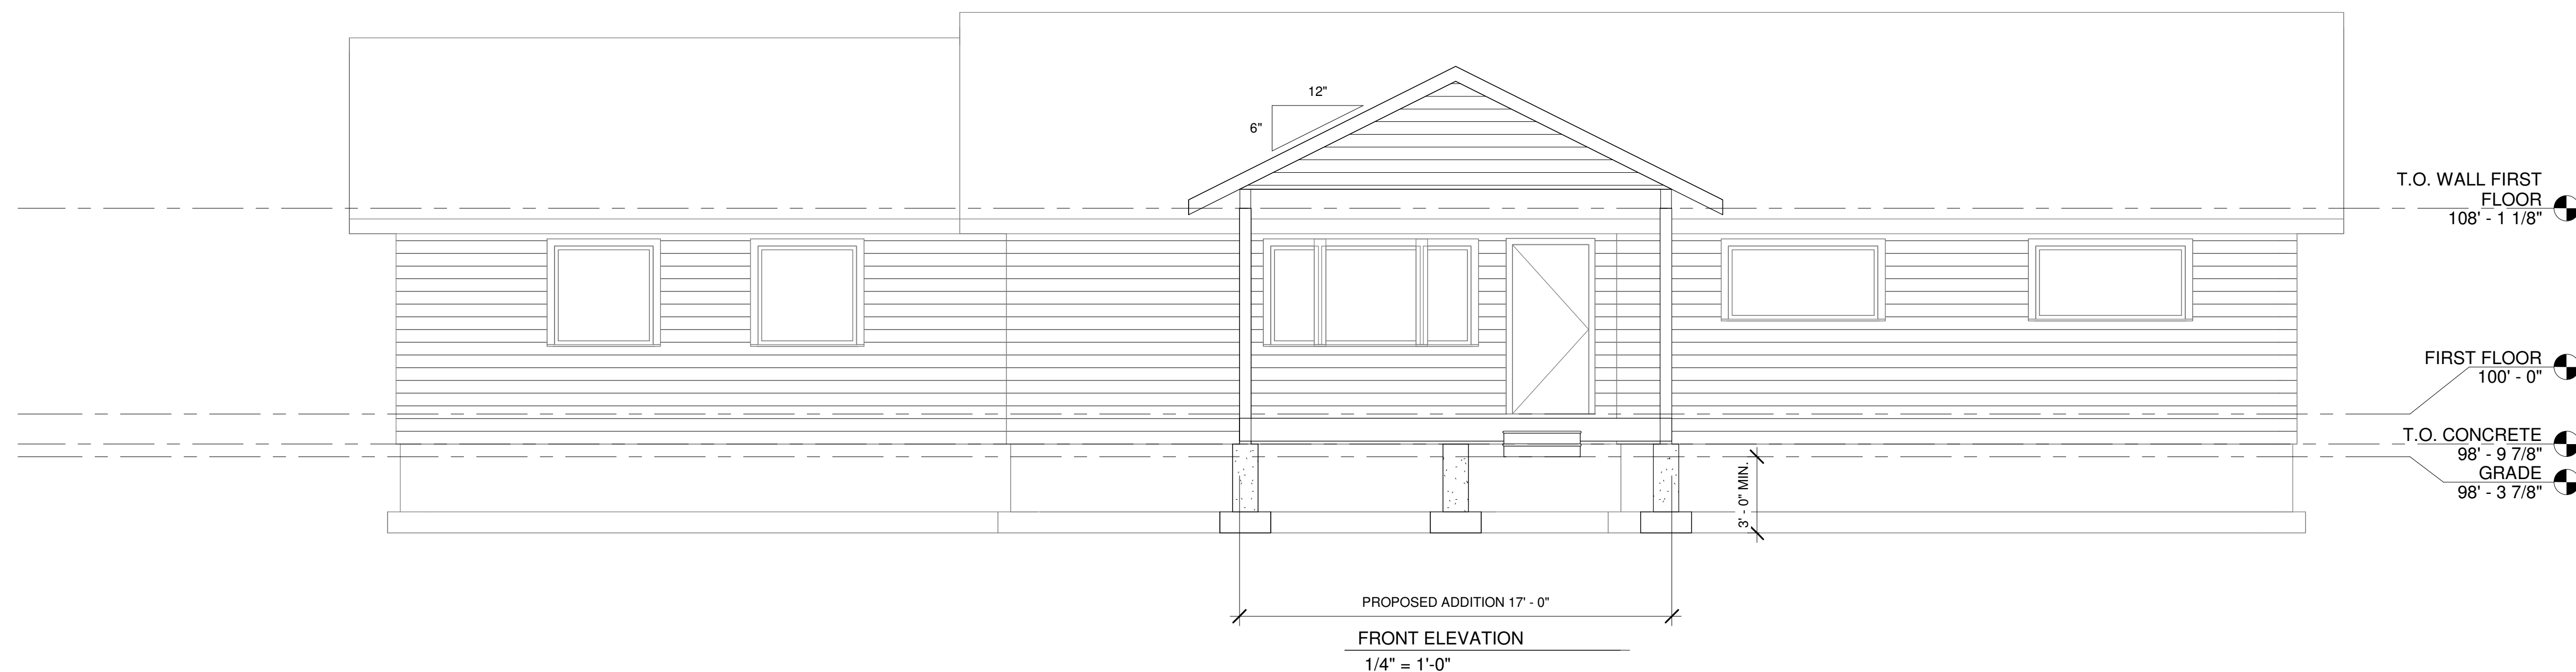 12"
6"
T.O. WALL FIRST
FLOOR
108' - 1 1/8"
FIRST FLOOR
100' - 0"
T.O. CONCRETE
98' - 9 7/8"
GRADE
98' - 3 7/8"
3' - 0" MIN.
PROPOSED ADDITION 17' - 0"
FRONT ELEVATION
1/4" = 1'-0"